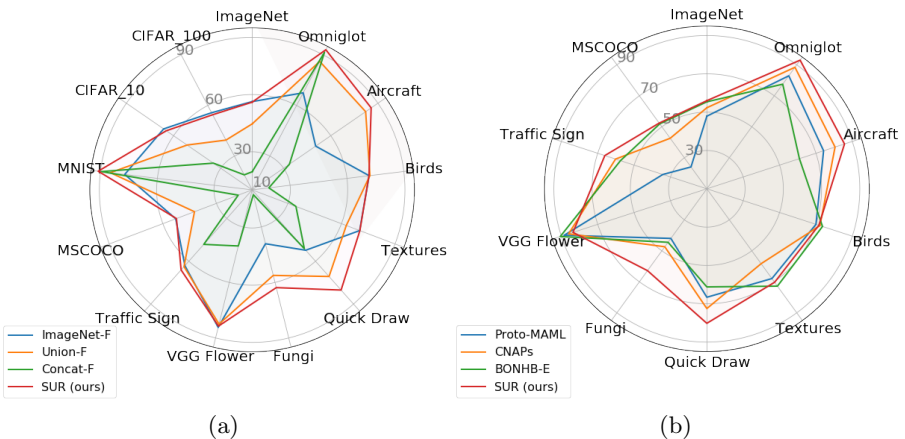 ImageNet
Omniglot
Aircraft
Birds
Textures
Quick Draw
Fungi
VGG Flower
Traffic Sign
MSCOCO
MNIST
CIFAR_10
CIFAR_100
10
30
60
90
ImageNet-F
Union-F
Concat-F
SUR (ours)
(a)
ImageNet
Omniglot
Aircraft
Birds
Textures
Quick Draw
Fungi
VGG Flower
Traffic Sign
MSCOCO
30
50
70
90
Proto-MAML
CNAPs
BONHB-E
SUR (ours)
(b)